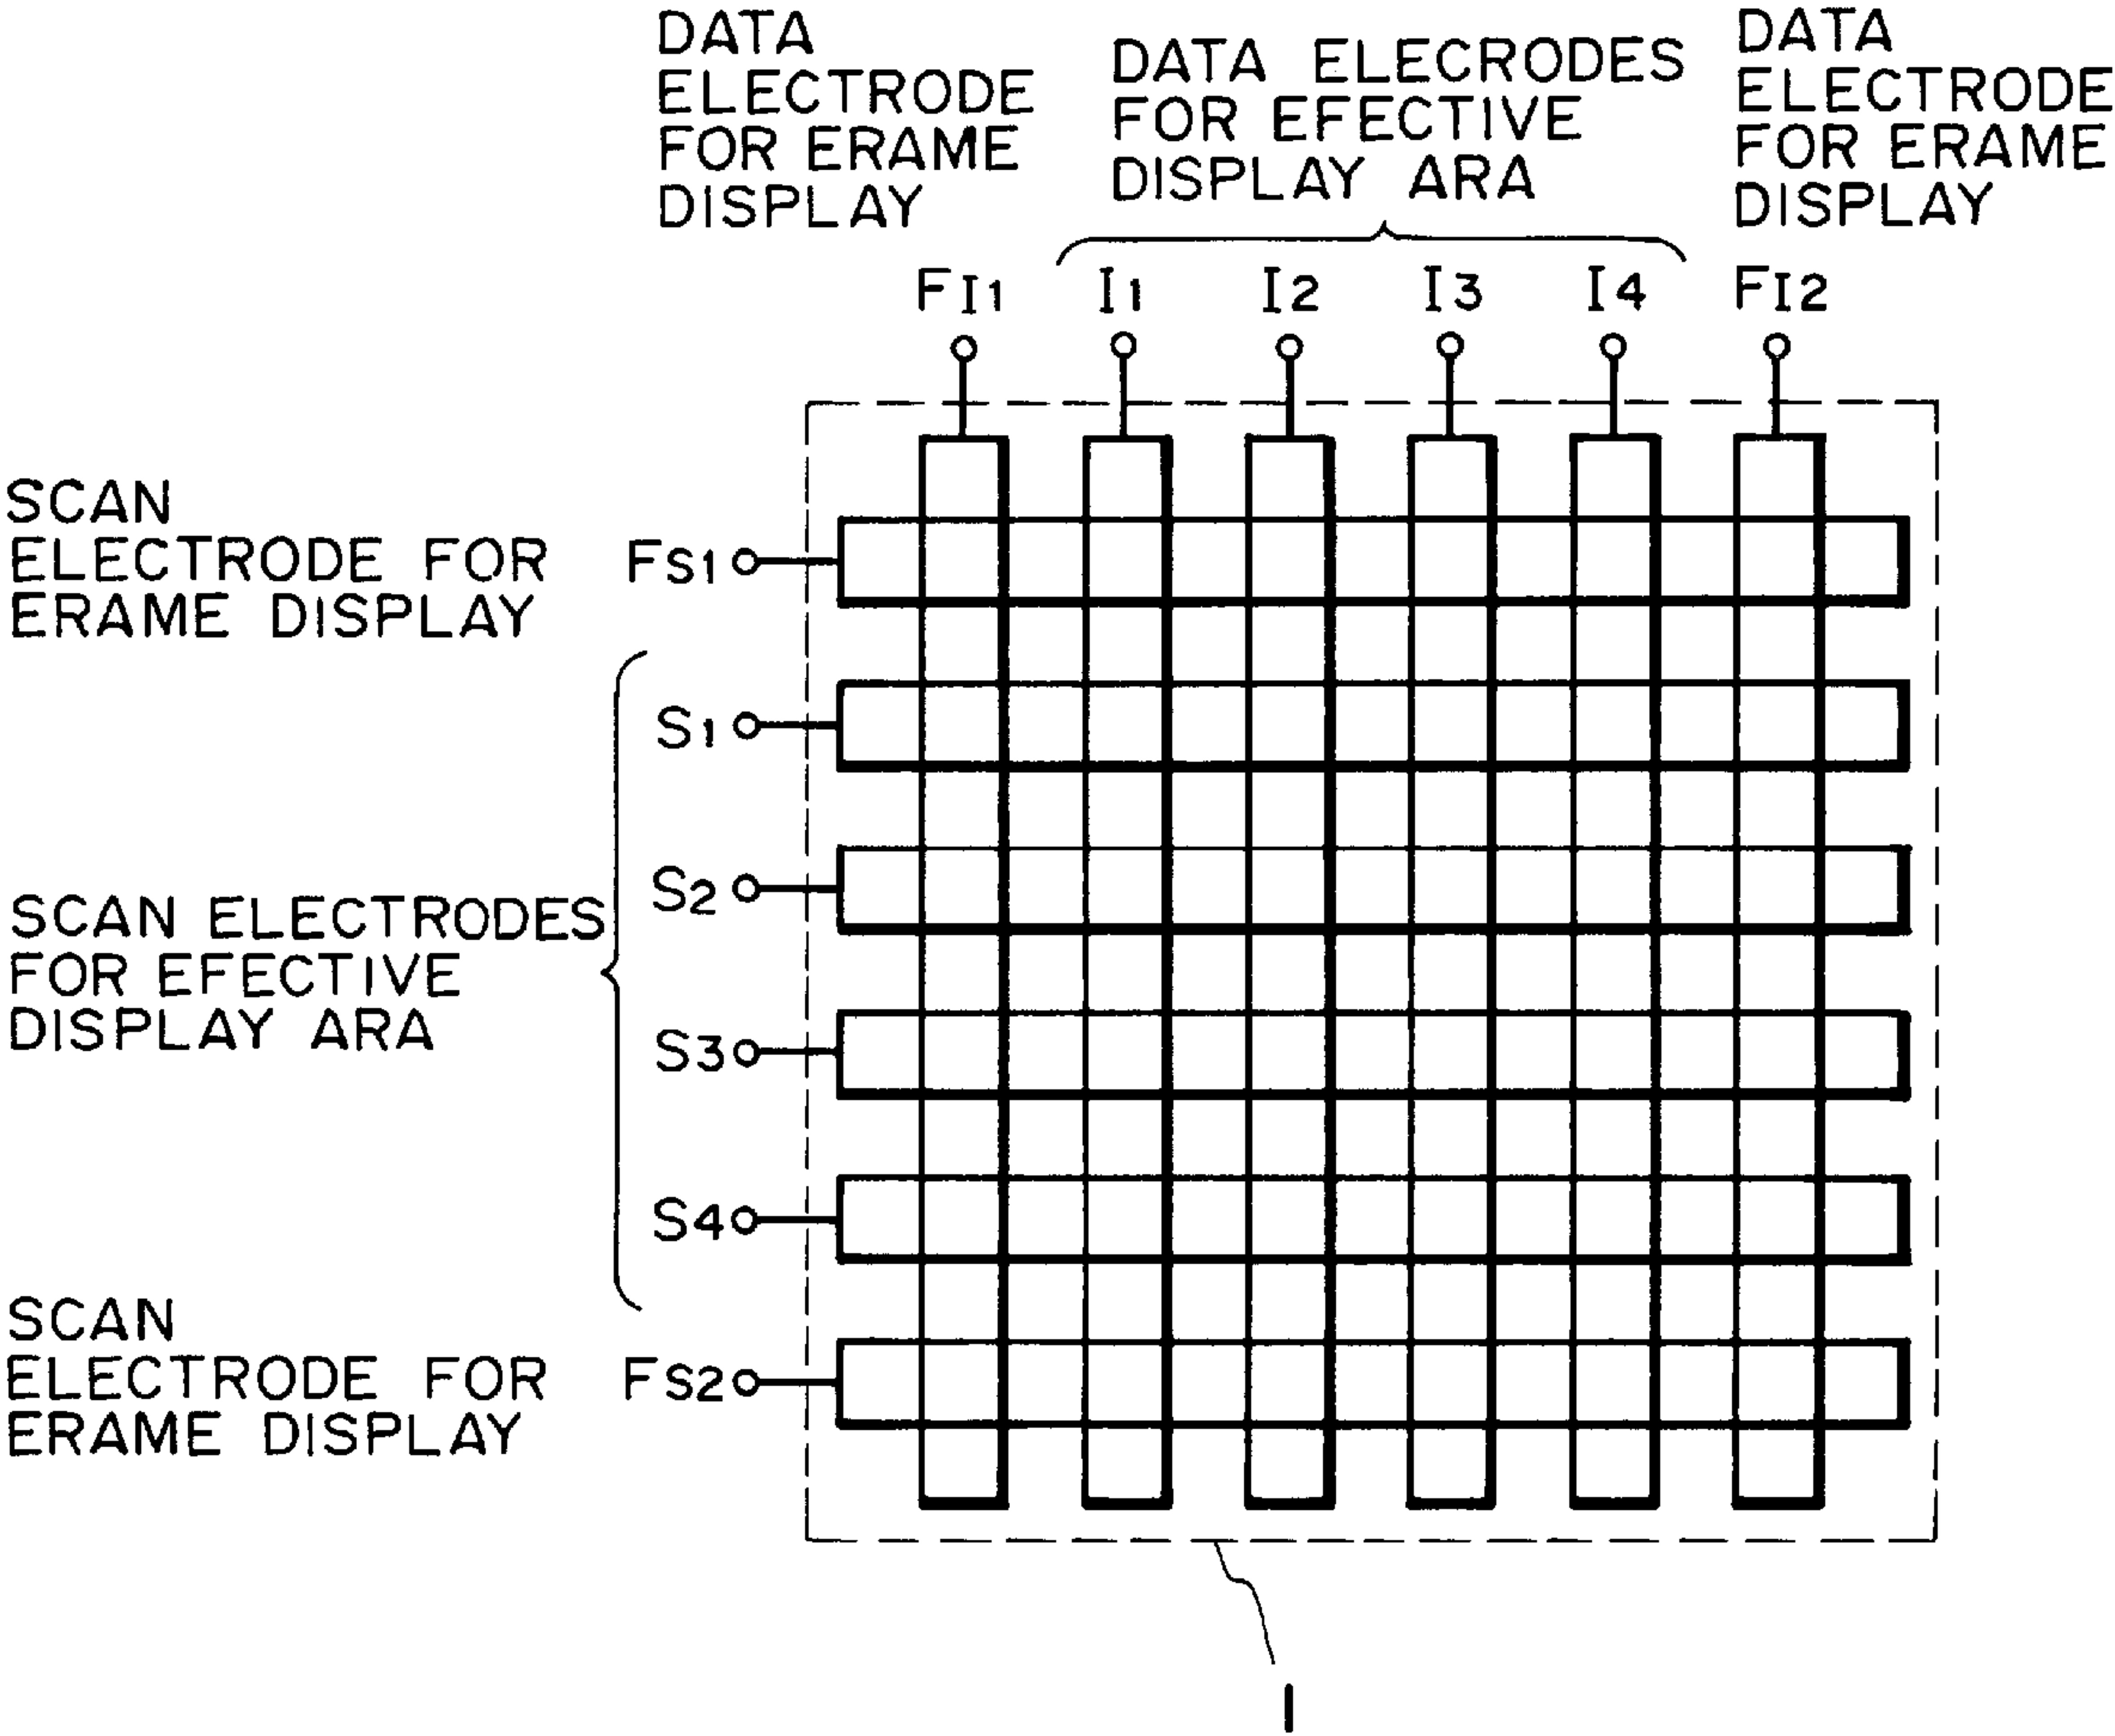 DATA
ELECTRODE
FOR ERAME
DISPLAY
DATA ELECRODES
FOR EFECTIVE
DISPLAY ARA
DATA
ELECTRODE
FOR ERAME
DISPLAY
FI1 I1 I2 I3 I4 FI2
SCAN
ELECTRODE FOR
ERAME DISPLAY
FS1
S1
S2
SCAN ELECTRODES
FOR EFECTIVE
DISPLAY ARA
S3
S4
SCAN
ELECTRODE FOR
ERAME DISPLAY
FS2
1